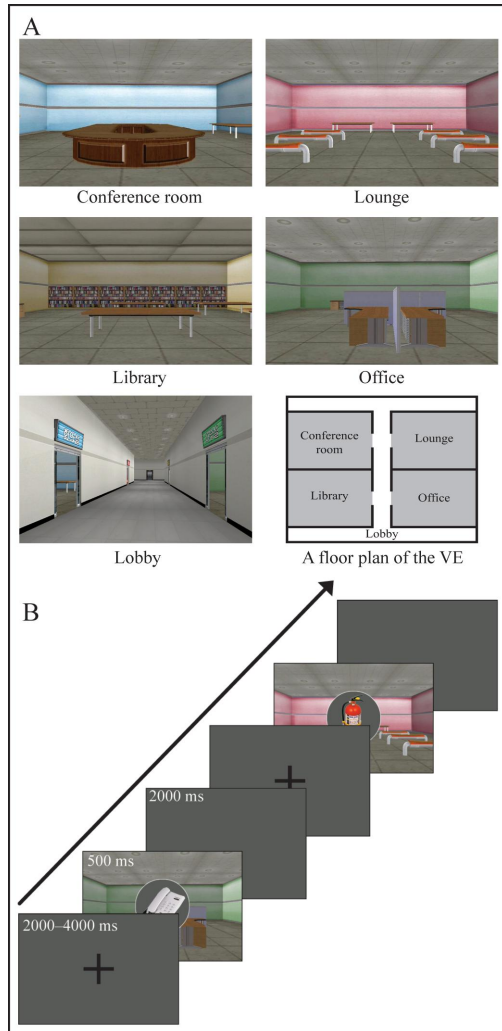 A
Conference room
Lounge
Library
Office
Lobby
Conference
room
Lounge
Library
Office
Lobby
A floor plan of the VE
B
2000 ms
500 ms
2000–4000 ms